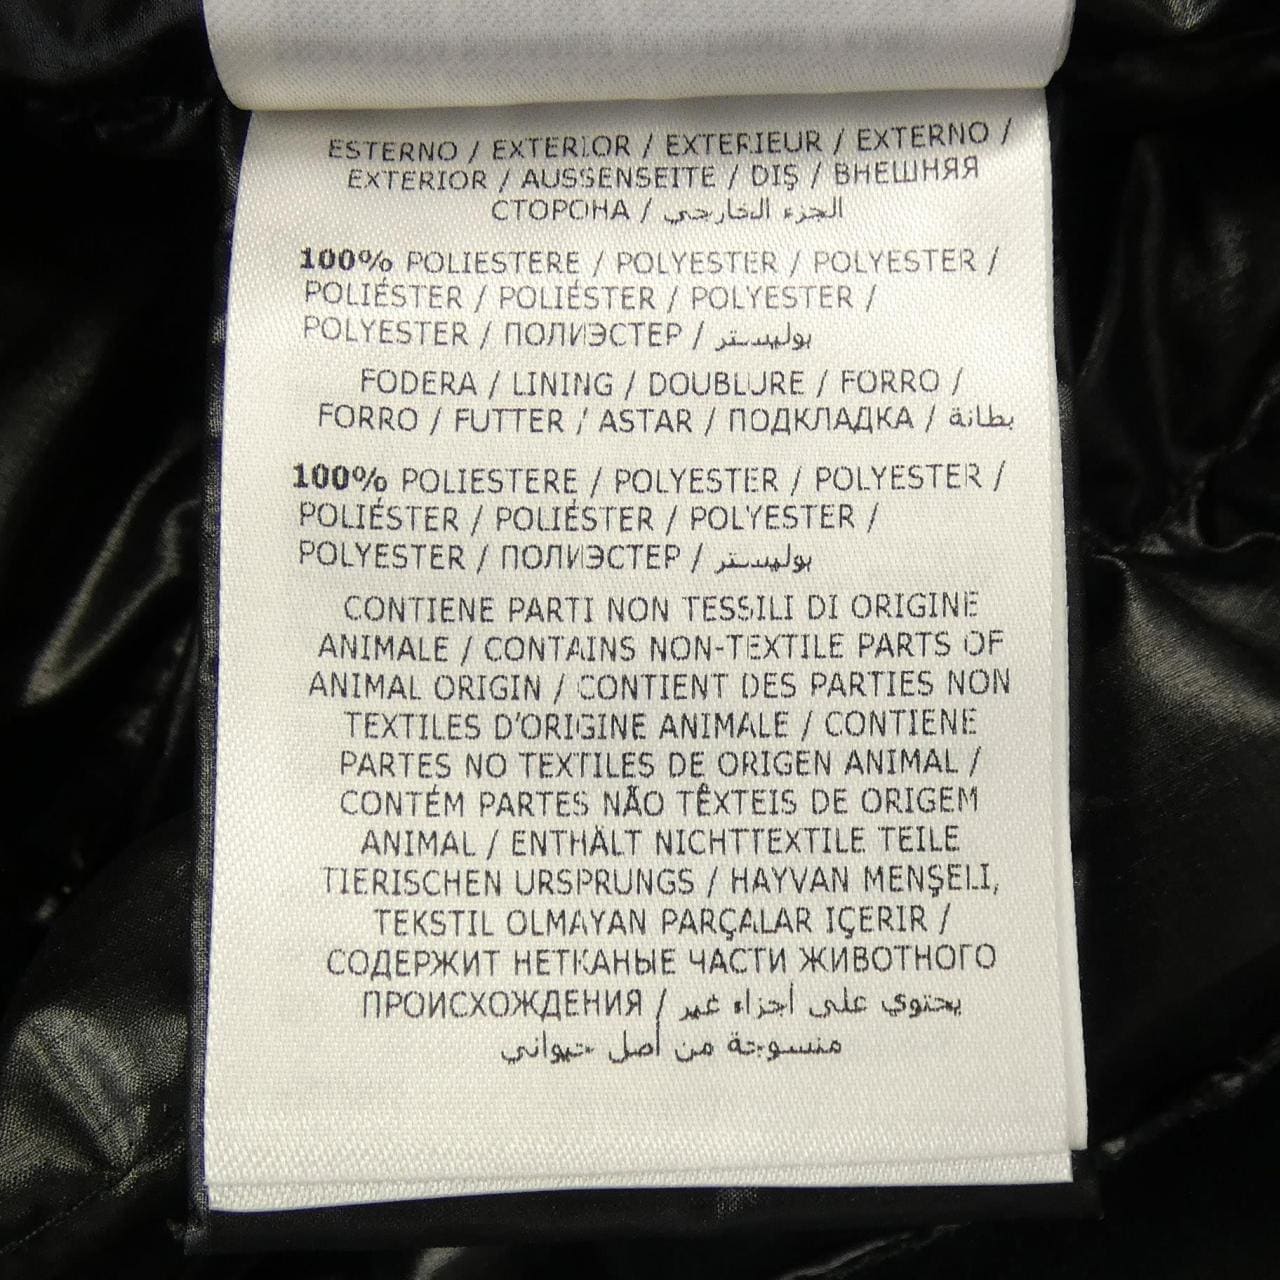 ESTERNO / EXTERIOR / EXTERIEUR / EXTERNO /
EXTERIOR / AUSSENSEITE / DIŞ / ВНЕШНЯЯ
СТОРОНА / الجزء الخارجي
100% POLIESTERE / POLYESTER / POLYESTER /
POLIÉSTER / POLIÉSTER / POLYESTER /
POLYESTER / ПОЛИЭСТЕР / بوليستر
FODERA / LINING / DOUBLURE / FORRO /
FORRO / FUTTER / ASTAR / ПОДКЛАДКА / بطانة
100% POLIESTERE / POLYESTER / POLYESTER /
POLIÉSTER / POLIÉSTER / POLYESTER /
POLYESTER / ПОЛИЭСТЕР / بوليستر
CONTIENE PARTI NON TESSILI DI ORIGINE
ANIMALE / CONTAINS NON-TEXTILE PARTS OF
ANIMAL ORIGIN / CONTIENT DES PARTIES NON
TEXTILES D'ORIGINE ANIMALE / CONTIENE
PARTES NO TEXTILES DE ORIGEN ANIMAL /
CONTÉM PARTES NÃO TÊXTEIS DE ORIGEM
ANIMAL / ENTHÄLT NICHTTEXTILE TEILE
TIERISCHEN URSPRUNGS / HAYVAN MENŞELI,
TEKSTIL OLMAYAN PARÇALAR IÇERIR /
СОДЕРЖИТ НЕТКАНЫЕ ЧАСТИ ЖИВОТНОГО
ПРОИСХОЖДЕНИЯ / يحتوي على أجزاء غير
منسوجة من أصل حيواني